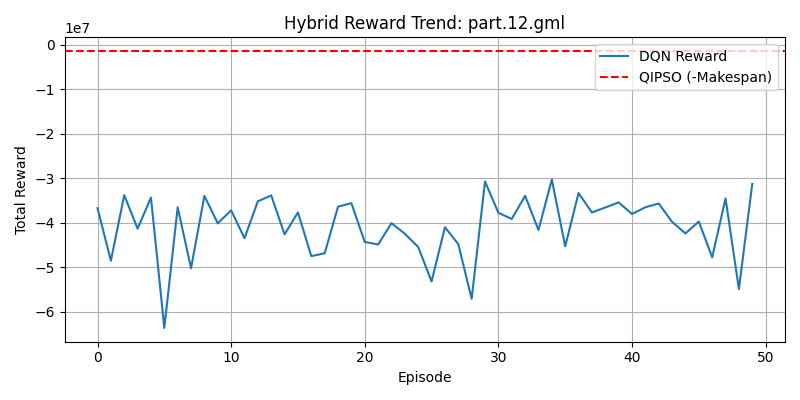 Hybrid Reward Trend: part.12.gml
1e7
0
−1
−2
−3
−4
−5
−6
Total Reward
DQN Reward
QIPSO (-Makespan)
0 10 20 30 40 50
Episode